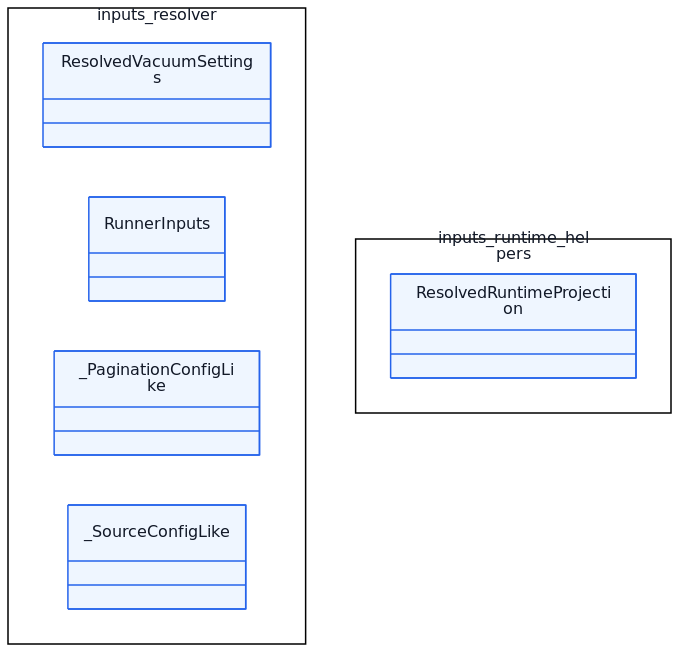 inputs_resolver
ResolvedVacuumSetting
s
RunnerInputs
_PaginationConfigLi
ke
_SourceConfigLike
inputs_runtime_hel
pers
ResolvedRuntimeProjecti
on